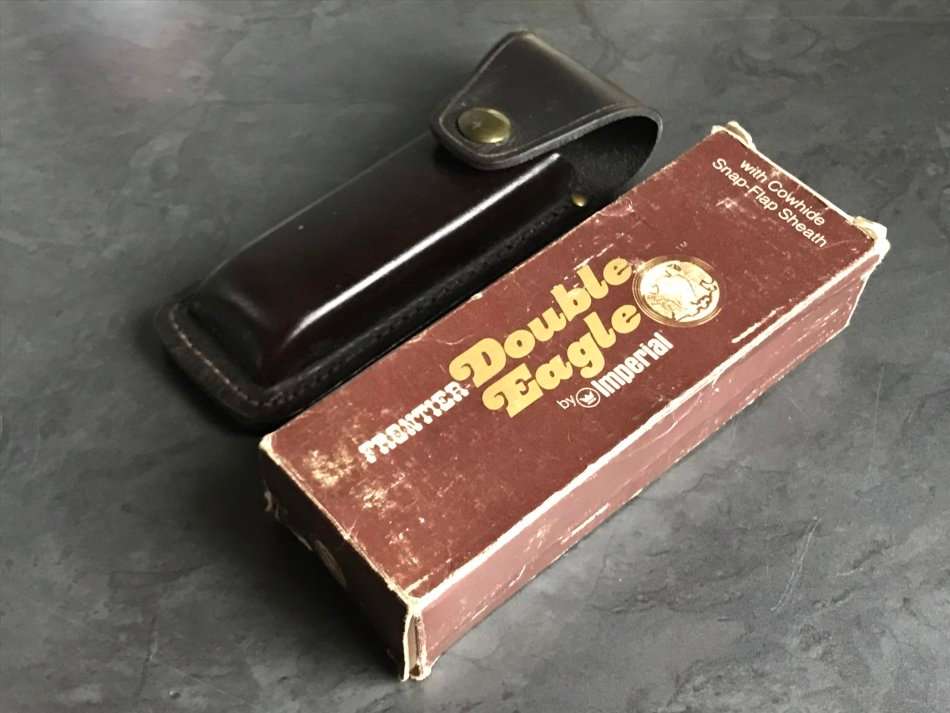 with Cowhide
Snap-Flap Sheath
FRONTIER
Double
Eagle
by Imperial